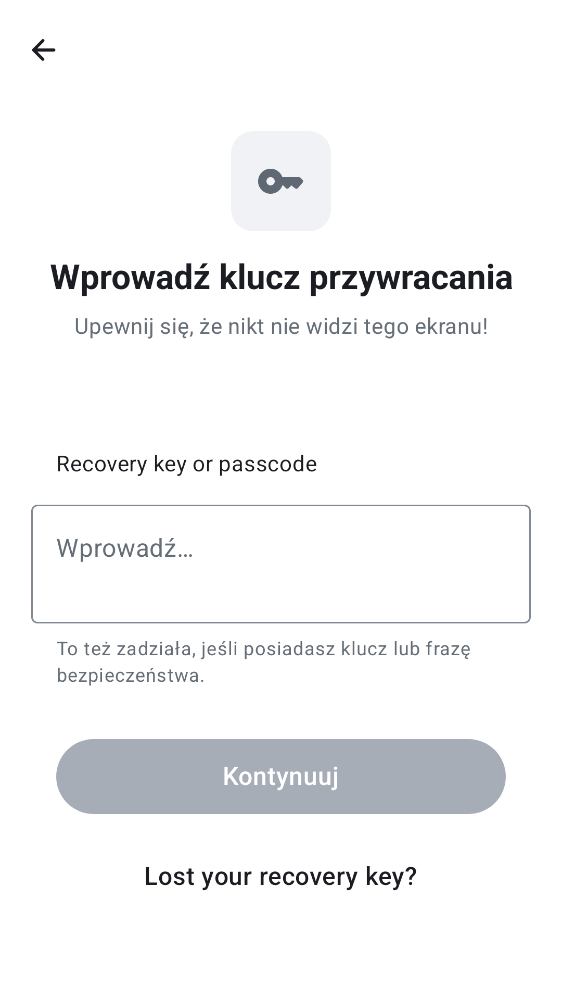 Wprowadź klucz przywracania
Upewnij się, że nikt nie widzi tego ekranu!
Recovery key or passcode
Wprowadź…
To też zadziała, jeśli posiadasz klucz lub frazę
bezpieczeństwa.
Kontynuuj
Lost your recovery key?